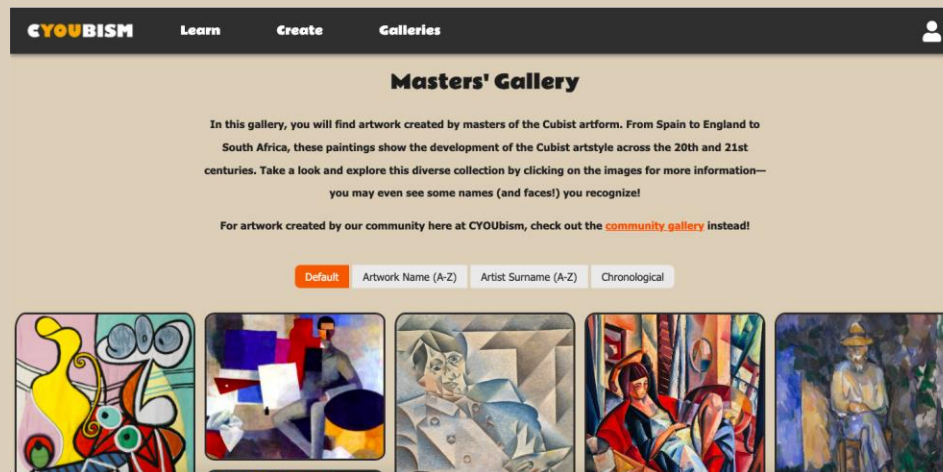 CYOUBISM Learn Create Galleries
Masters' Gallery
In this gallery, you will find artwork created by masters of the Cubist artform. From Spain to England to
South Africa, these paintings show the development of the Cubist artstyle across the 20th and 21st
centuries. Take a look and explore this diverse collection by clicking on the images for more information—
you may even see some names (and faces!) you recognize!
For artwork created by our community here at CYOUbism, check out the community gallery instead!
Default Artwork Name (A-Z) Artist Surname (A-Z) Chronological